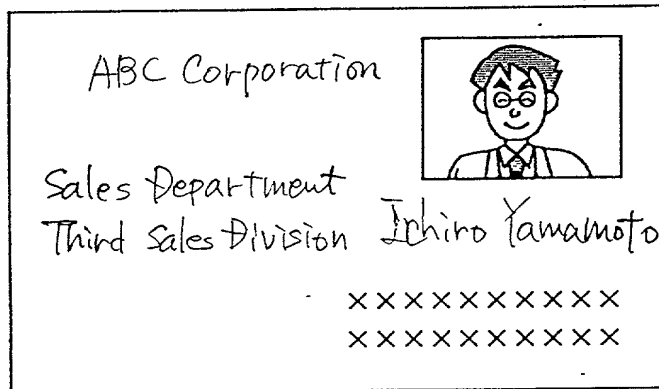 ABC Corporation
Sales Department
Third Sales Division
Ichiro Yamamoto
××××××××××
××××××××××